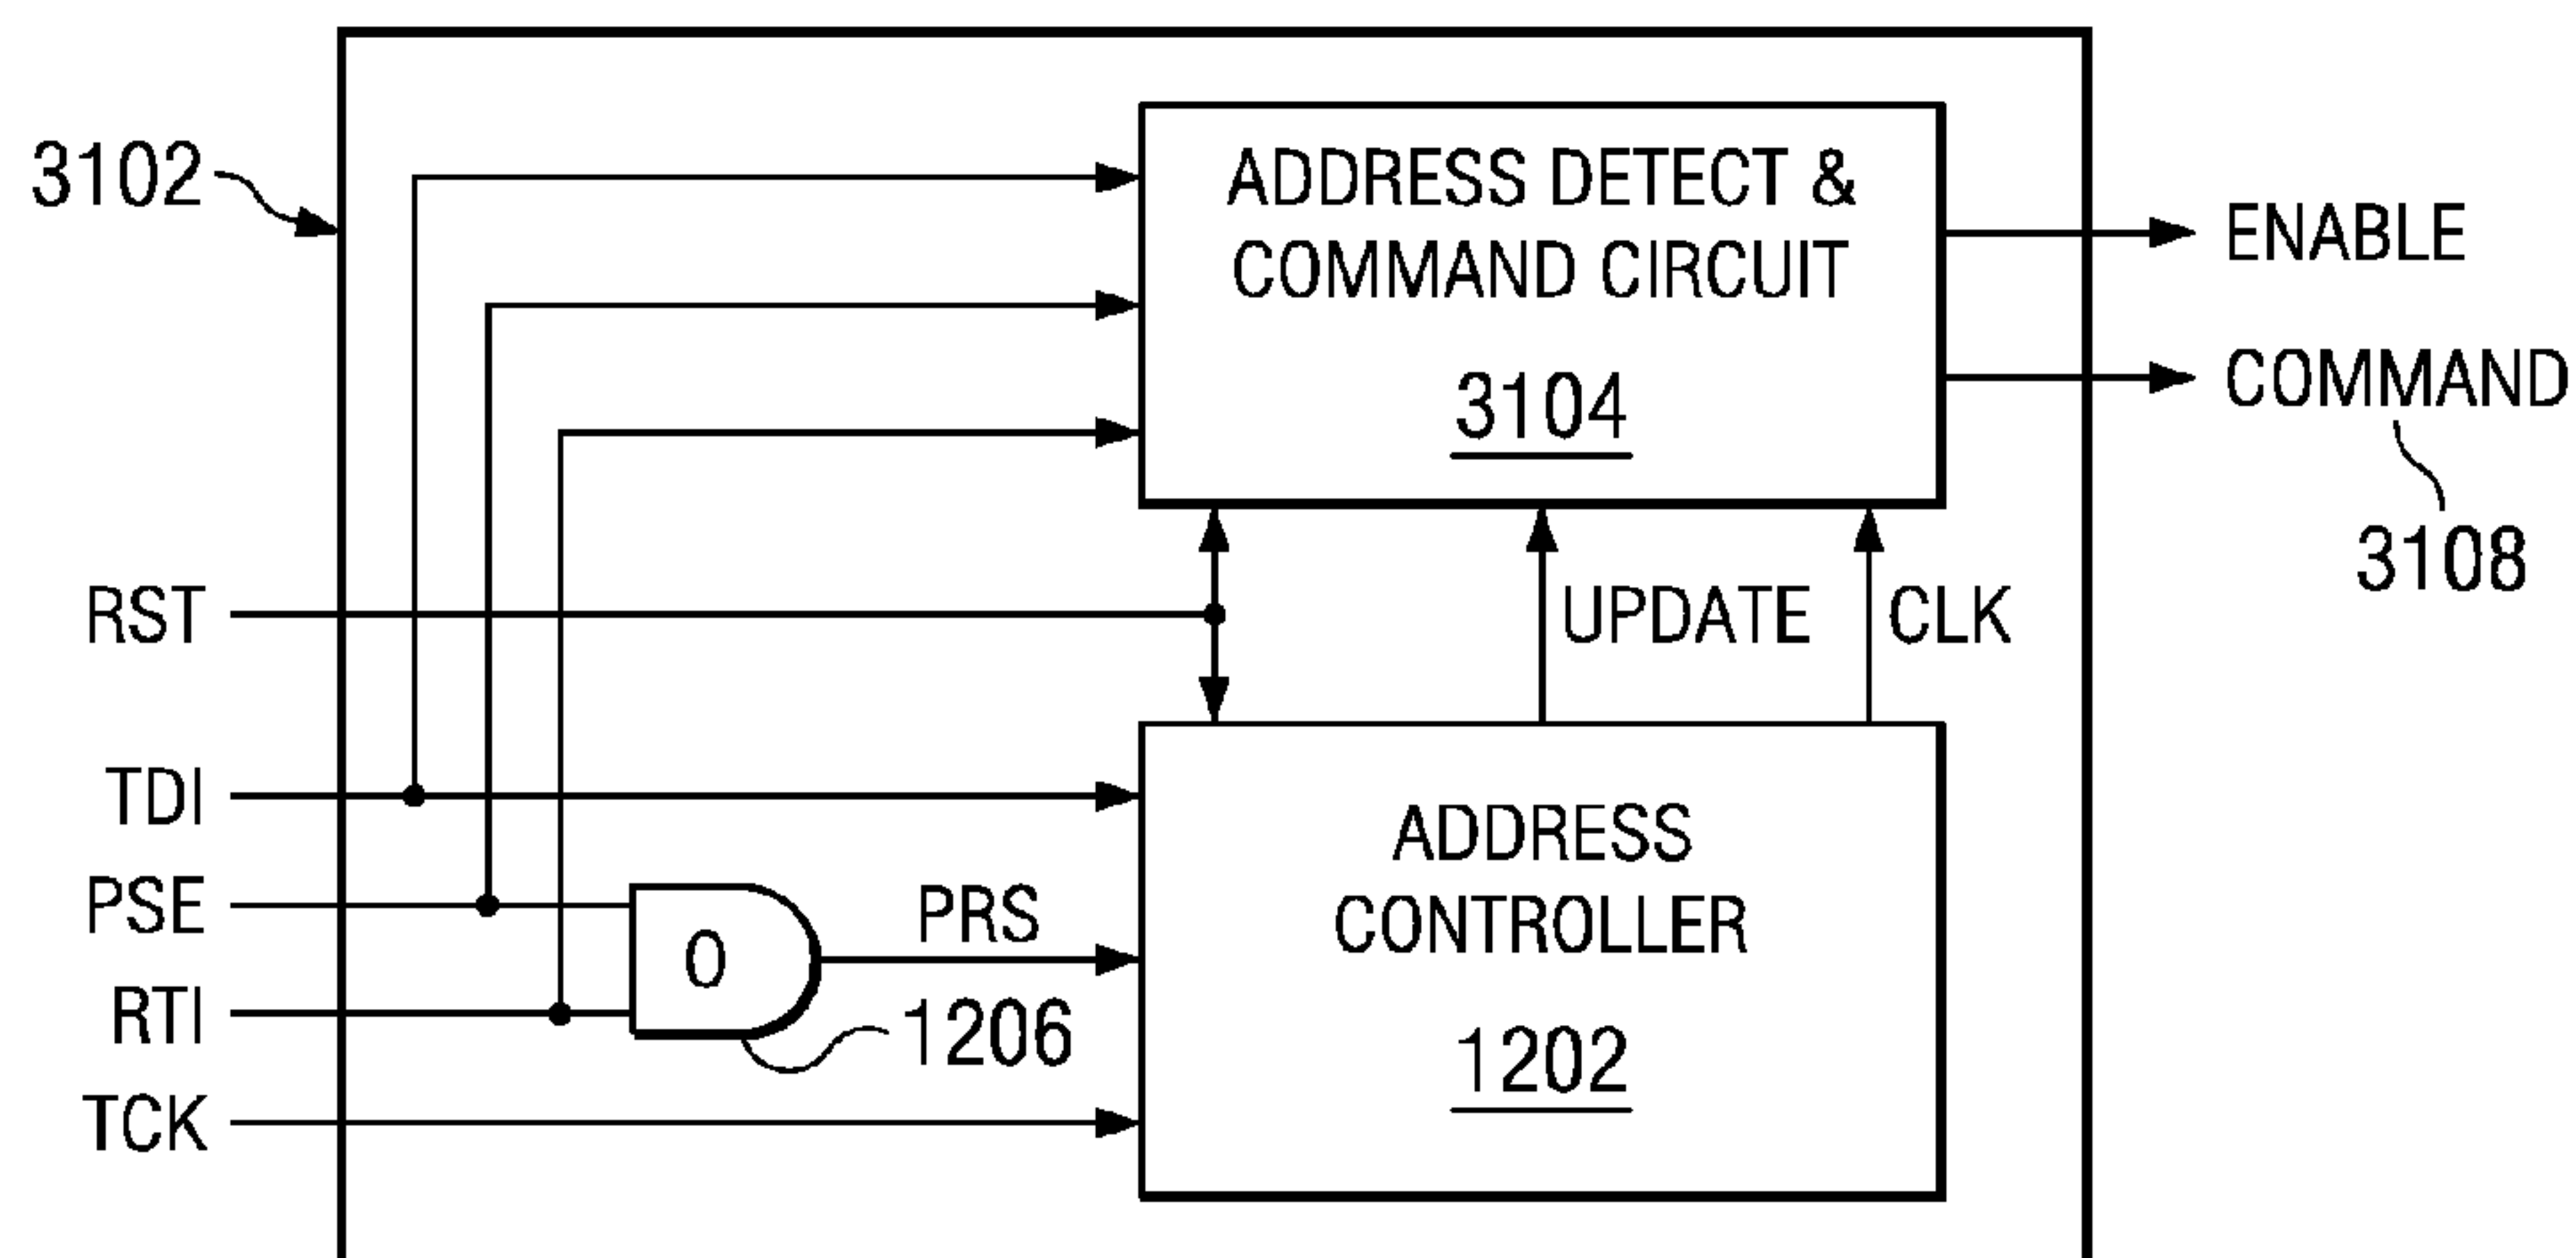 3102
ADDRESS DETECT &
COMMAND CIRCUIT
3104
ENABLE
COMMAND
3108
RST
UPDATE
CLK
TDI
PSE
RTI
TCK
O
PRS
1206
ADDRESS
CONTROLLER
1202